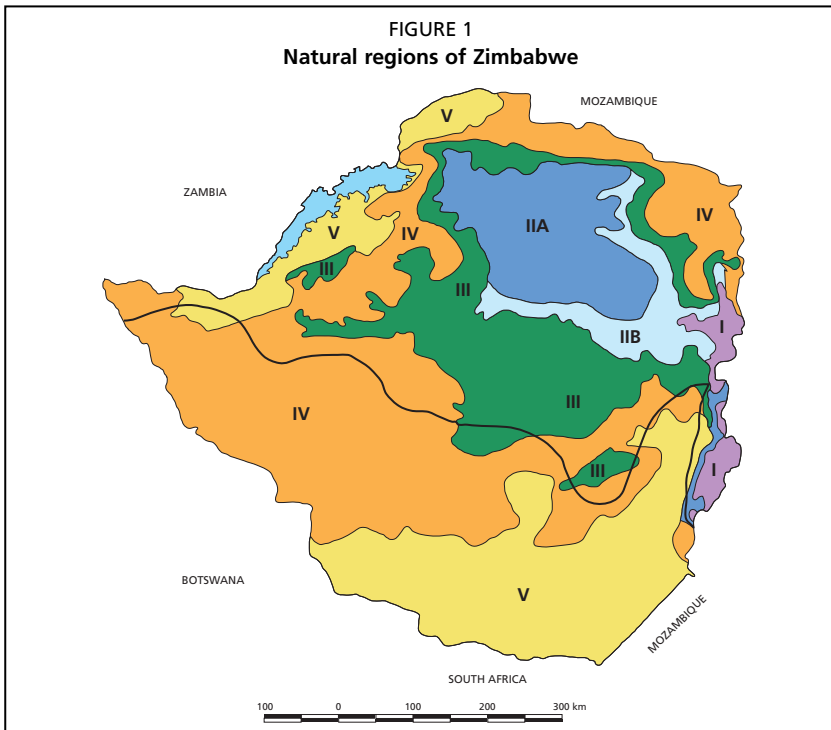 FIGURE 1
Natural regions of Zimbabwe
MOZAMBIQUE
V
ZAMBIA
IV
IIA
V
IV
III
III
I
IIB
III
IV
III
I
BOTSWANA
V
MOZAMBIQUE
SOUTH AFRICA
100 0 100 200 300 km